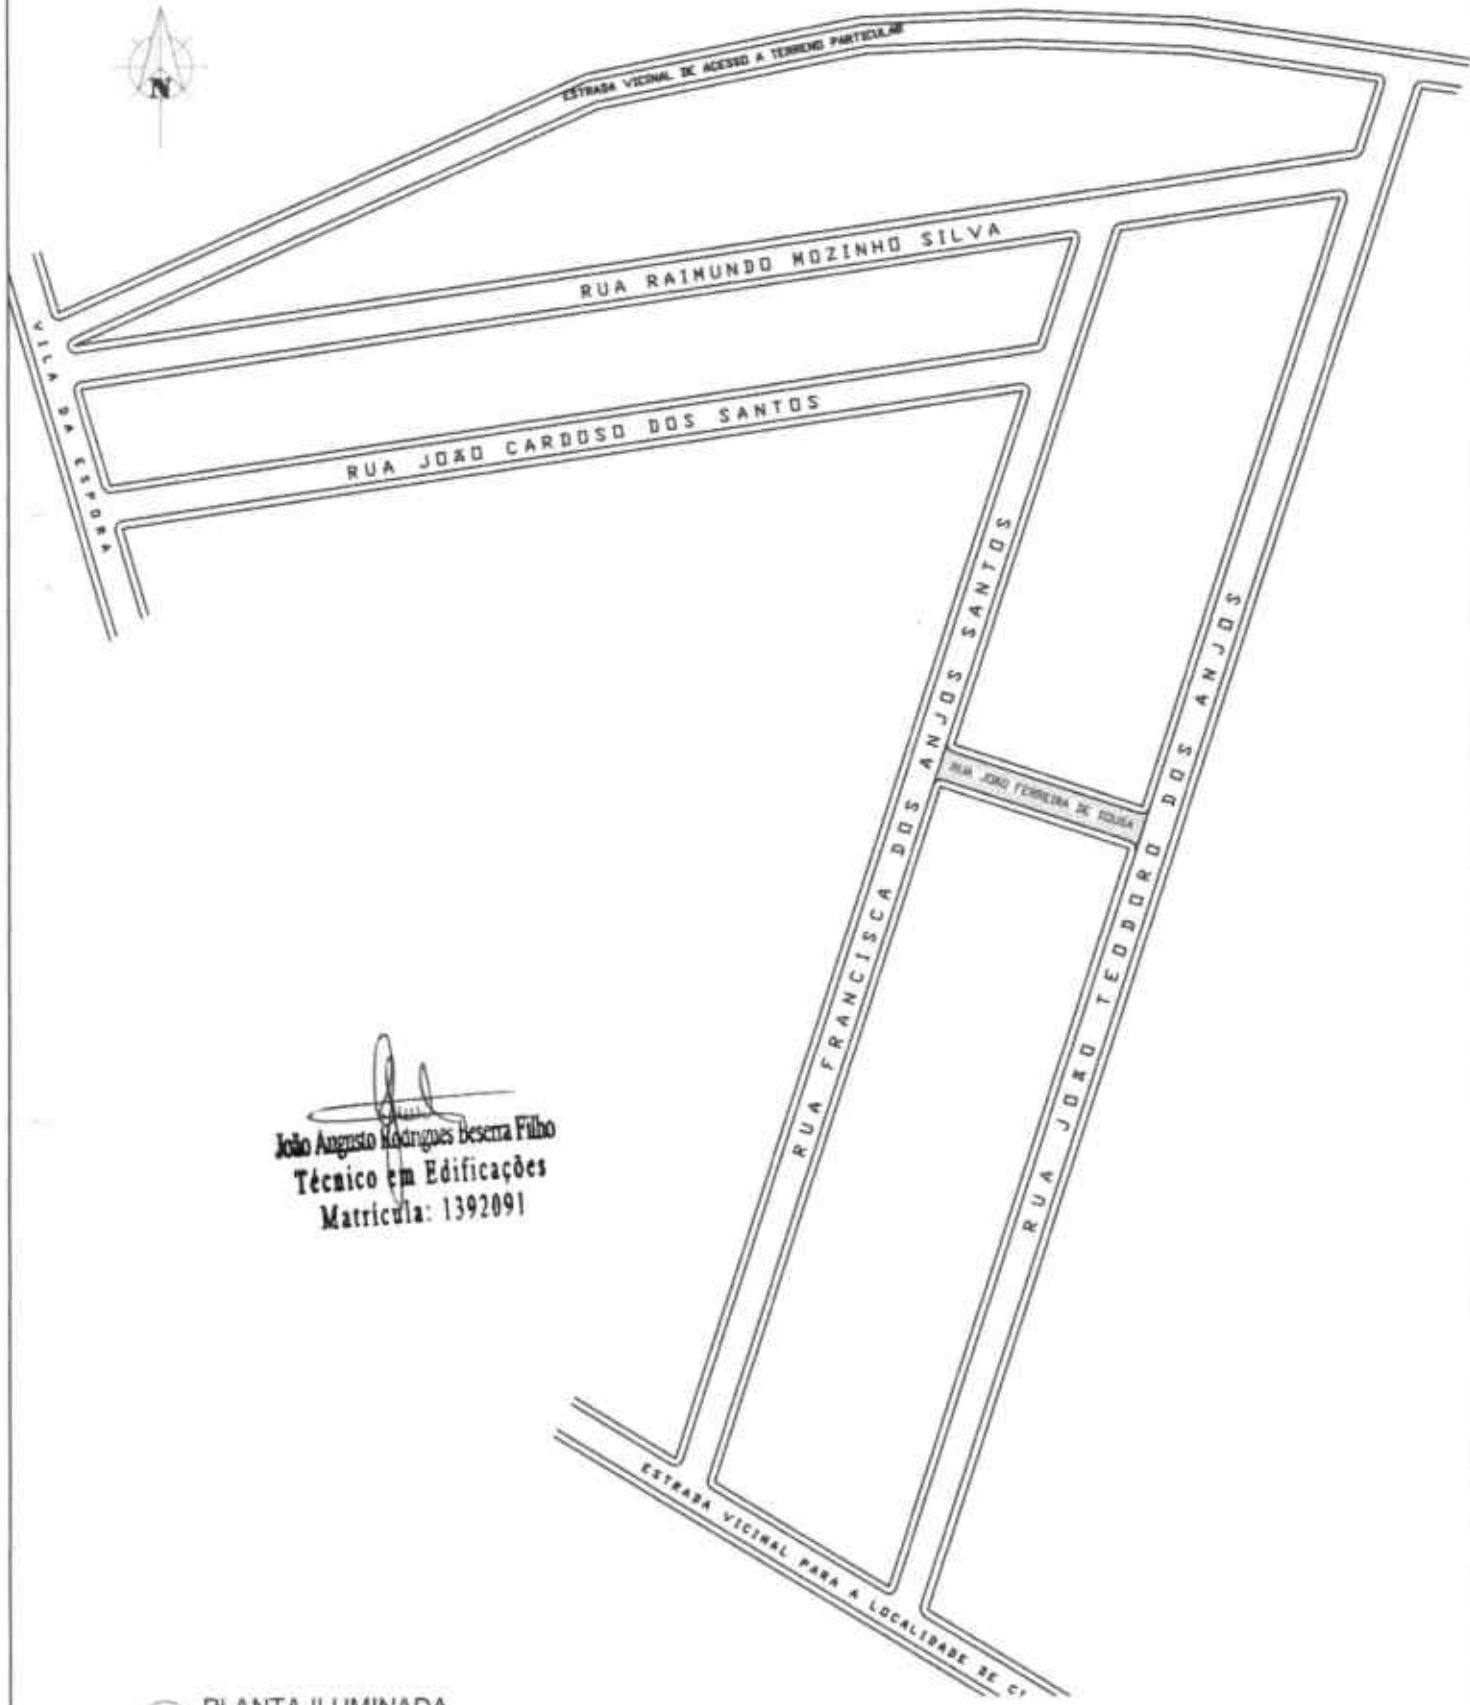 N
ESTRADA VICINAL DE ACESSO A TERRENO PARTICULAR
RUA RAIMUNDO MOZINHO SILVA
VILA DA ESPORA
RUA JOÃO CARDOSO DOS SANTOS
RUA FRANCISCA DOS ANJOS SANTOS
RUA JOÃO TEODORO DOS ANJOS
RUA JOÃO FERREIRA DE SOUSA
João Augusto Rodrigues Beserra Filho
Técnico em Edificações
Matrícula: 1392091
ESTRADA VICINAL PARA A LOCALIDADE DE
PLANTA ILUMINADA